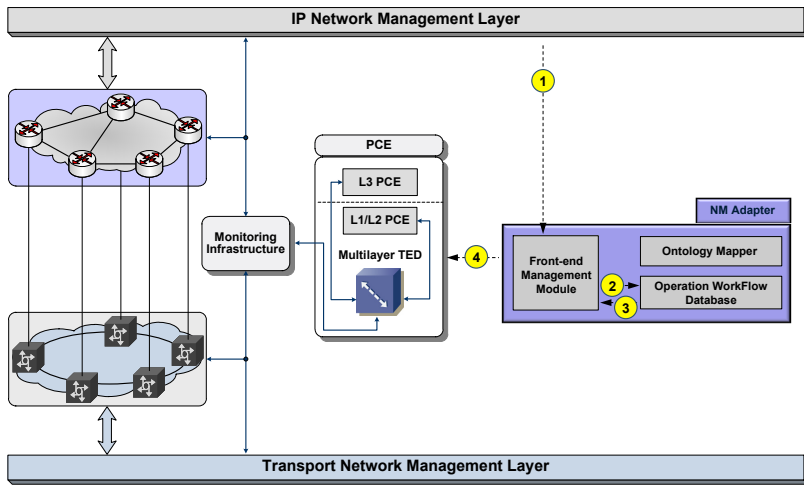 IP Network Management Layer
1
PCE
L3 PCE
L1/L2 PCE
Multilayer TED
Monitoring
Infrastructure
4
NM Adapter
Front-end
Management
Module
Ontology Mapper
2
3
Operation WorkFlow
Database
Transport Network Management Layer